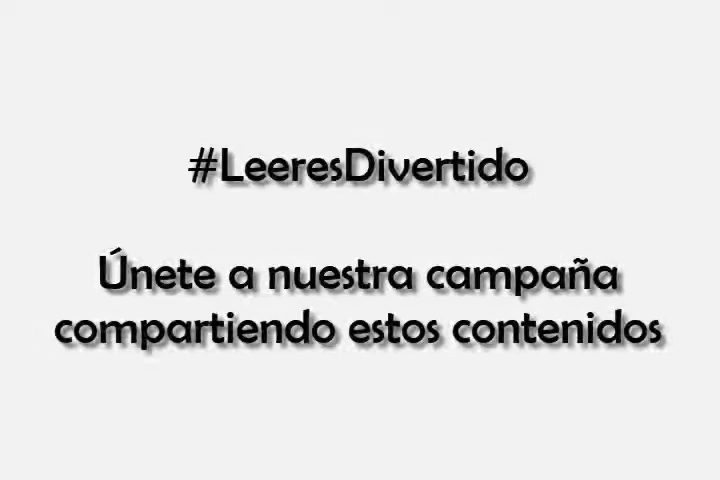 #LeeresDivertido
Únete a nuestra campaña
compartiendo estos contenidos